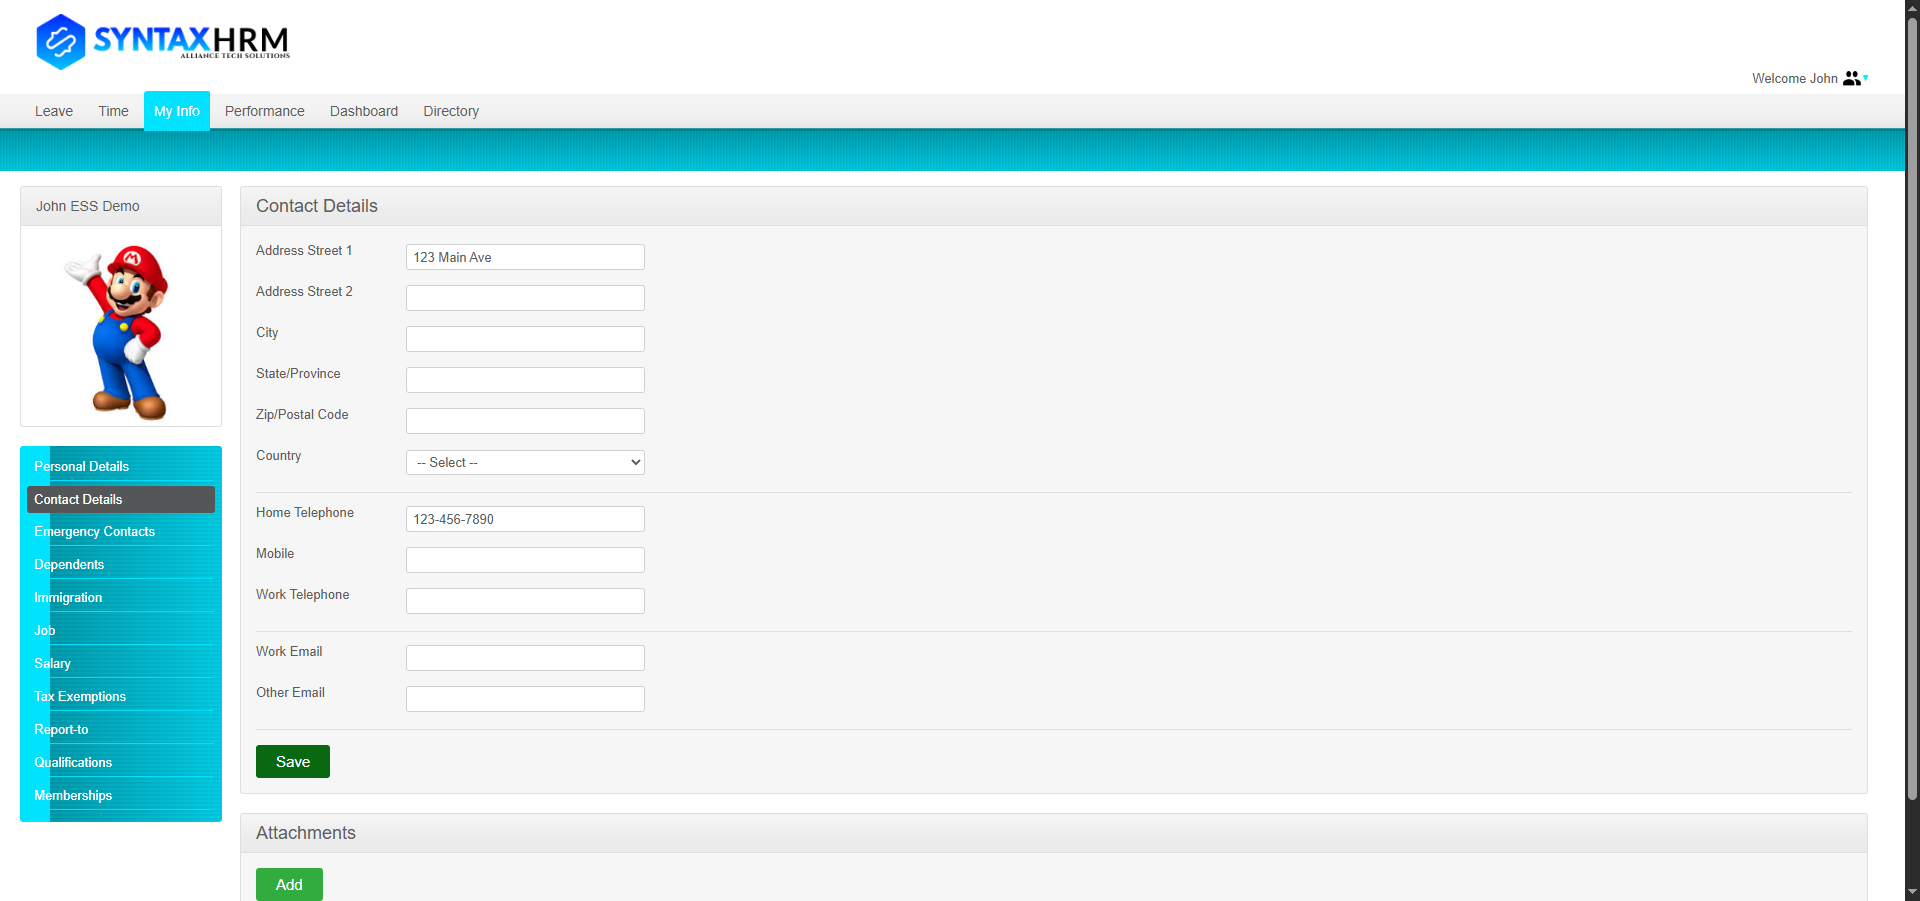 SYNTAXHRM
ALLIANCE TECH SOLUTIONS
Welcome John
Leave Time My Info Performance Dashboard Directory
John ESS Demo
M
Personal Details
Contact Details
Emergency Contacts
Dependents
Immigration
Job
Salary
Tax Exemptions
Report-to
Qualifications
Memberships
Contact Details
Address Street 1 123 Main Ave
Address Street 2
City
State/Province
Zip/Postal Code
Country -- Select --
Home Telephone 123-456-7890
Mobile
Work Telephone
Work Email
Other Email
Save
Attachments
Add